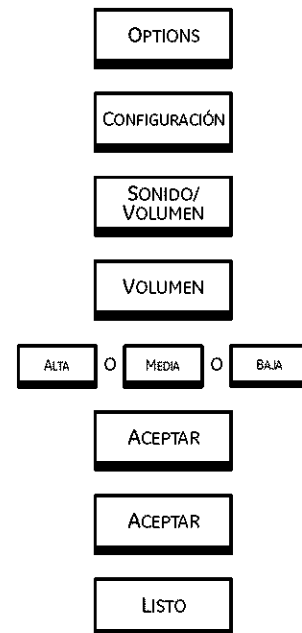 OPTIONS
CONFIGURACIÓN
SONIDO/
VOLUMEN
VOLUMEN
ALTA O MEDIA O BAJA
ACEPTAR
ACEPTAR
LISTO